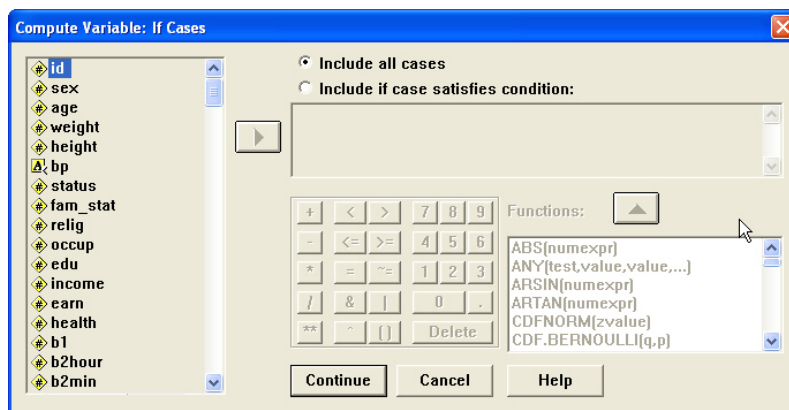 Compute Variable: If Cases
id
sex
age
weight
height
bp
status
fam_stat
relig
occup
edu
income
earn
health
b1
b2hour
b2min
Include all cases
Include if case satisfies condition:
+ < > 7 8 9
- <= >= 4 5 6
* = ~= 1 2 3
/ & | 0 .
** ^ () Delete
Functions:
ABS(numexpr)
ANY(test,value,value,...)
ARSIN(numexpr)
ARTAN(numexpr)
CDFNORM(zvalue)
CDF.BERNOULLI(q,p)
Continue Cancel Help